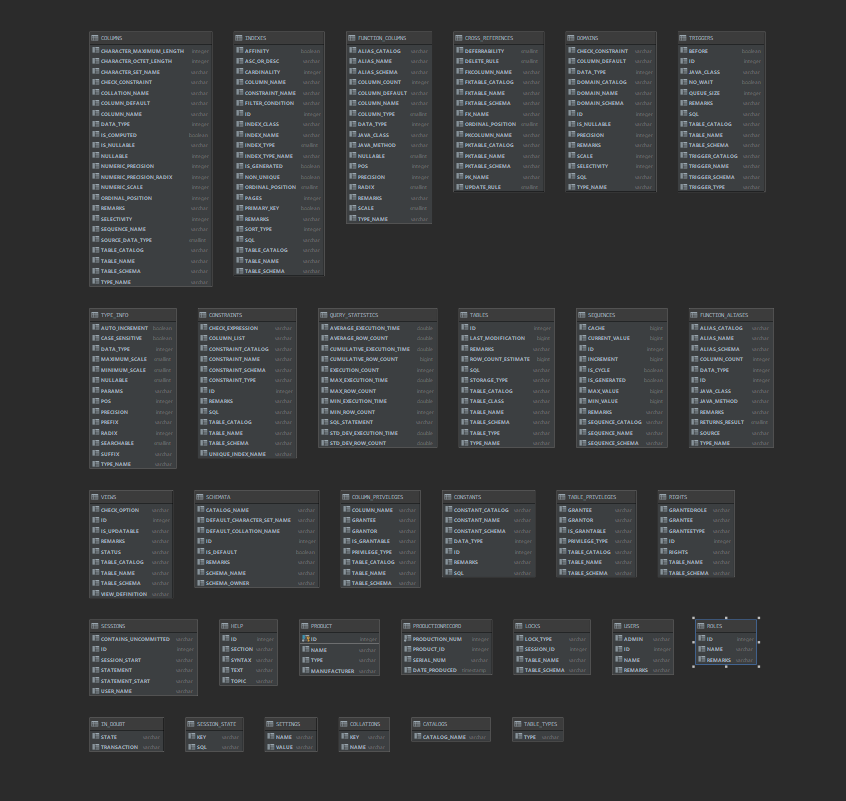 COLUMNS
CHARACTER_MAXIMUM_LENGTH integer
CHARACTER_OCTET_LENGTH integer
CHARACTER_SET_NAME varchar
CHECK_CONSTRAINT varchar
COLLATION_NAME varchar
COLUMN_DEFAULT varchar
COLUMN_NAME varchar
DATA_TYPE integer
IS_COMPUTED boolean
IS_NULLABLE varchar
NULLABLE integer
NUMERIC_PRECISION integer
NUMERIC_PRECISION_RADIX integer
NUMERIC_SCALE integer
ORDINAL_POSITION integer
REMARKS varchar
SELECTIVITY integer
SEQUENCE_NAME varchar
SOURCE_DATA_TYPE smallint
TABLE_CATALOG varchar
TABLE_NAME varchar
TABLE_SCHEMA varchar
TYPE_NAME varchar
INDEXES
AFFINITY boolean
ASC_OR_DESC varchar
CARDINALITY integer
COLUMN_NAME varchar
CONSTRAINT_NAME varchar
FILTER_CONDITION varchar
ID integer
INDEX_CLASS varchar
INDEX_NAME varchar
INDEX_TYPE smallint
INDEX_TYPE_NAME varchar
IS_GENERATED boolean
NON_UNIQUE boolean
ORDINAL_POSITION smallint
PAGES integer
PRIMARY_KEY boolean
REMARKS varchar
SORT_TYPE integer
SQL varchar
TABLE_CATALOG varchar
TABLE_NAME varchar
TABLE_SCHEMA varchar
FUNCTION_COLUMNS
ALIAS_CATALOG varchar
ALIAS_NAME varchar
ALIAS_SCHEMA varchar
COLUMN_COUNT integer
COLUMN_DEFAULT varchar
COLUMN_NAME varchar
COLUMN_TYPE smallint
DATA_TYPE integer
JAVA_CLASS varchar
JAVA_METHOD varchar
NULLABLE smallint
POS integer
PRECISION integer
RADIX smallint
REMARKS varchar
SCALE smallint
TYPE_NAME varchar
CROSS_REFERENCES
DEFERRABILITY smallint
DELETE_RULE smallint
FKCOLUMN_NAME varchar
FKTABLE_CATALOG varchar
FKTABLE_NAME varchar
FKTABLE_SCHEMA varchar
FK_NAME varchar
ORDINAL_POSITION smallint
PKCOLUMN_NAME varchar
PKTABLE_CATALOG varchar
PKTABLE_NAME varchar
PKTABLE_SCHEMA varchar
PK_NAME varchar
UPDATE_RULE smallint
DOMAINS
CHECK_CONSTRAINT varchar
COLUMN_DEFAULT varchar
DATA_TYPE integer
DOMAIN_CATALOG varchar
DOMAIN_NAME varchar
DOMAIN_SCHEMA varchar
ID integer
IS_NULLABLE varchar
PRECISION integer
REMARKS varchar
SCALE integer
SELECTIVITY integer
SQL varchar
TYPE_NAME varchar
TRIGGERS
BEFORE boolean
ID integer
JAVA_CLASS varchar
NO_WAIT boolean
QUEUE_SIZE integer
REMARKS varchar
SQL varchar
TABLE_CATALOG varchar
TABLE_NAME varchar
TABLE_SCHEMA varchar
TRIGGER_CATALOG varchar
TRIGGER_NAME varchar
TRIGGER_SCHEMA varchar
TRIGGER_TYPE varchar
TYPE_INFO
AUTO_INCREMENT boolean
CASE_SENSITIVE boolean
DATA_TYPE integer
MAXIMUM_SCALE smallint
MINIMUM_SCALE smallint
NULLABLE smallint
PARAMS varchar
POS integer
PRECISION integer
PREFIX varchar
RADIX integer
SEARCHABLE smallint
SUFFIX varchar
TYPE_NAME varchar
CONSTRAINTS
CHECK_EXPRESSION varchar
COLUMN_LIST varchar
CONSTRAINT_CATALOG varchar
CONSTRAINT_NAME varchar
CONSTRAINT_SCHEMA varchar
CONSTRAINT_TYPE varchar
ID integer
REMARKS varchar
SQL varchar
TABLE_CATALOG varchar
TABLE_NAME varchar
TABLE_SCHEMA varchar
UNIQUE_INDEX_NAME varchar
QUERY_STATISTICS
AVERAGE_EXECUTION_TIME double
AVERAGE_ROW_COUNT double
CUMULATIVE_EXECUTION_TIME double
CUMULATIVE_ROW_COUNT bigint
EXECUTION_COUNT integer
MAX_EXECUTION_TIME double
MAX_ROW_COUNT integer
MIN_EXECUTION_TIME double
MIN_ROW_COUNT integer
SQL_STATEMENT varchar
STD_DEV_EXECUTION_TIME double
STD_DEV_ROW_COUNT double
TABLES
ID integer
LAST_MODIFICATION bigint
REMARKS varchar
ROW_COUNT_ESTIMATE bigint
SQL varchar
STORAGE_TYPE varchar
TABLE_CATALOG varchar
TABLE_CLASS varchar
TABLE_NAME varchar
TABLE_SCHEMA varchar
TABLE_TYPE varchar
TYPE_NAME varchar
SEQUENCES
CACHE bigint
CURRENT_VALUE bigint
ID integer
INCREMENT bigint
IS_CYCLE boolean
IS_GENERATED boolean
MAX_VALUE bigint
MIN_VALUE bigint
REMARKS varchar
SEQUENCE_CATALOG varchar
SEQUENCE_NAME varchar
SEQUENCE_SCHEMA varchar
FUNCTION_ALIASES
ALIAS_CATALOG varchar
ALIAS_NAME varchar
ALIAS_SCHEMA varchar
COLUMN_COUNT integer
DATA_TYPE integer
ID integer
JAVA_CLASS varchar
JAVA_METHOD varchar
REMARKS varchar
RETURNS_RESULT smallint
SOURCE varchar
TYPE_NAME varchar
VIEWS
CHECK_OPTION varchar
ID integer
IS_UPDATABLE varchar
REMARKS varchar
STATUS varchar
TABLE_CATALOG varchar
TABLE_NAME varchar
TABLE_SCHEMA varchar
VIEW_DEFINITION varchar
SCHEMATA
CATALOG_NAME varchar
DEFAULT_CHARACTER_SET_NAME varchar
DEFAULT_COLLATION_NAME varchar
ID integer
IS_DEFAULT boolean
REMARKS varchar
SCHEMA_NAME varchar
SCHEMA_OWNER varchar
COLUMN_PRIVILEGES
COLUMN_NAME varchar
GRANTEE varchar
GRANTOR varchar
IS_GRANTABLE varchar
PRIVILEGE_TYPE varchar
TABLE_CATALOG varchar
TABLE_NAME varchar
TABLE_SCHEMA varchar
CONSTANTS
CONSTANT_CATALOG varchar
CONSTANT_NAME varchar
CONSTANT_SCHEMA varchar
DATA_TYPE integer
ID integer
REMARKS varchar
SQL varchar
TABLE_PRIVILEGES
GRANTEE varchar
GRANTOR varchar
IS_GRANTABLE varchar
PRIVILEGE_TYPE varchar
TABLE_CATALOG varchar
TABLE_NAME varchar
TABLE_SCHEMA varchar
RIGHTS
GRANTEDROLE varchar
GRANTEE varchar
GRANTEETYPE varchar
ID integer
RIGHTS varchar
TABLE_NAME varchar
TABLE_SCHEMA varchar
SESSIONS
CONTAINS_UNCOMMITTED varchar
ID integer
SESSION_START varchar
STATEMENT varchar
STATEMENT_START varchar
USER_NAME varchar
HELP
ID integer
SECTION varchar
SYNTAX varchar
TEXT varchar
TOPIC varchar
PRODUCT
ID integer
NAME varchar
TYPE varchar
MANUFACTURER varchar
PRODUCTIONRECORD
PRODUCTION_NUM integer
PRODUCT_ID integer
SERIAL_NUM varchar
DATE_PRODUCED timestamp
LOCKS
LOCK_TYPE varchar
SESSION_ID integer
TABLE_NAME varchar
TABLE_SCHEMA varchar
USERS
ADMIN varchar
ID integer
NAME varchar
REMARKS varchar
ROLES
ID integer
NAME varchar
REMARKS varchar
IN_DOUBT
STATE varchar
TRANSACTION varchar
SESSION_STATE
KEY varchar
SQL varchar
SETTINGS
NAME varchar
VALUE varchar
COLLATIONS
KEY varchar
NAME varchar
CATALOGS
CATALOG_NAME varchar
TABLE_TYPES
TYPE varchar